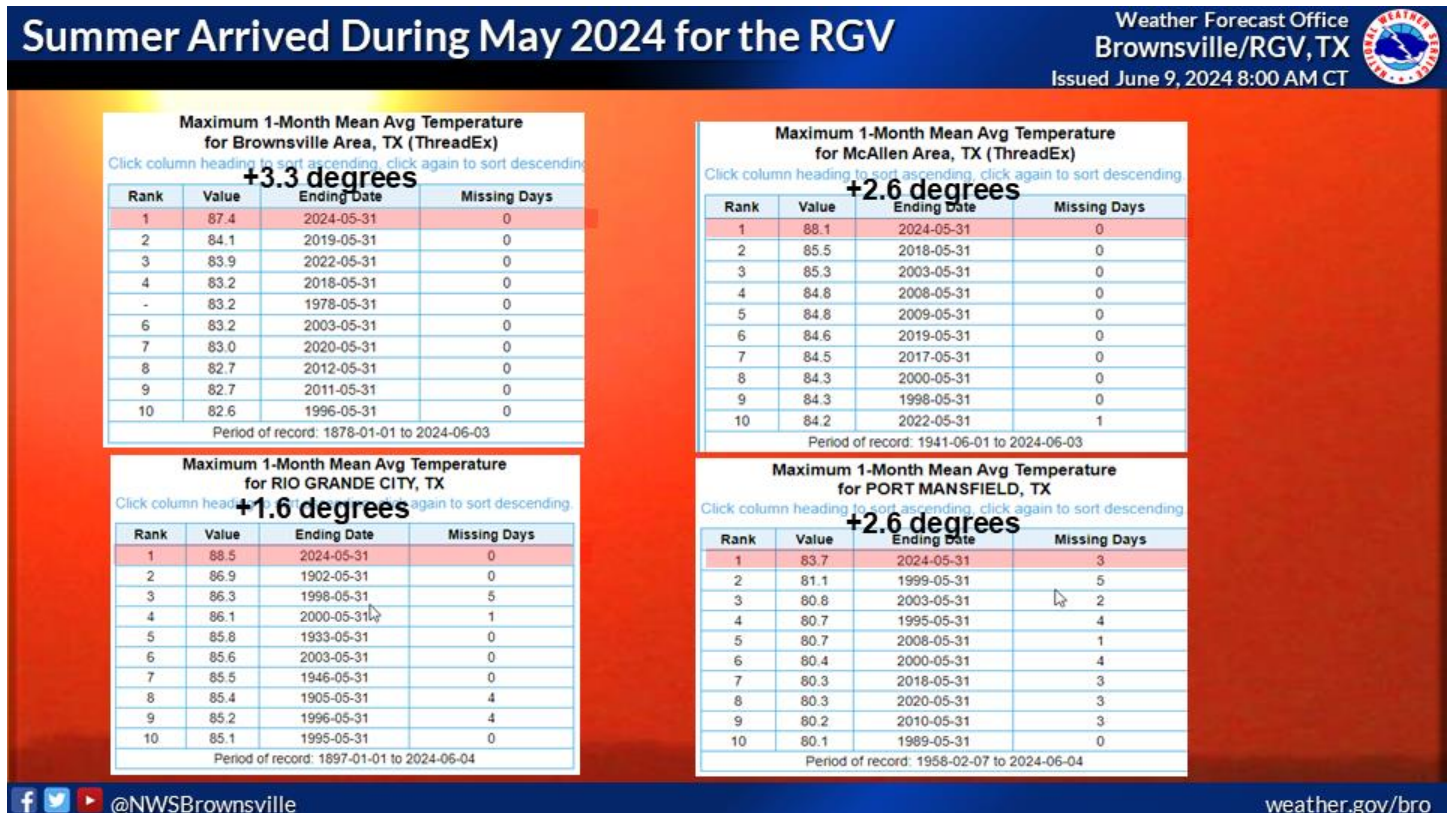 Summer Arrived During May 2024 for the RGV
Weather Forecast Office
Brownsville/RGV, TX
Issued June 9, 2024 8:00 AM CT
Maximum 1-Month Mean Avg Temperature
for Brownsville Area, TX (ThreadEx)
Click column heading to sort ascending, click again to sort descending
+3.3 degrees
Rank Value Ending Date Missing Days
1 87.4 2024-05-31 0
2 84.1 2019-05-31 0
3 83.9 2022-05-31 0
4 83.2 2018-05-31 0
- 83.2 1978-05-31 0
6 83.2 2003-05-31 0
7 83.0 2020-05-31 0
8 82.7 2012-05-31 0
9 82.7 2011-05-31 0
10 82.6 1996-05-31 0
Period of record: 1878-01-01 to 2024-06-03
Maximum 1-Month Mean Avg Temperature
for McAllen Area, TX (ThreadEx)
Click column heading to sort ascending, click again to sort descending.
+2.6 degrees
Rank Value Ending Date Missing Days
1 88.1 2024-05-31 0
2 85.5 2018-05-31 0
3 85.3 2003-05-31 0
4 84.8 2008-05-31 0
5 84.8 2009-05-31 0
6 84.6 2019-05-31 0
7 84.5 2017-05-31 0
8 84.3 2000-05-31 0
9 84.3 1998-05-31 0
10 84.2 2022-05-31 1
Period of record: 1941-06-01 to 2024-06-03
Maximum 1-Month Mean Avg Temperature
for RIO GRANDE CITY, TX
Click column again to sort descending.
+1.6 degrees
Rank Value Ending Date Missing Days
1 88.5 2024-05-31 0
2 86.9 1902-05-31 0
3 86.3 1998-05-31 5
4 86.1 2000-05-31 1
5 85.8 1933-05-31 0
6 85.6 2003-05-31 0
7 85.5 1946-05-31 0
8 85.4 1905-05-31 4
9 85.2 1996-05-31 4
10 85.1 1995-05-31 0
Period of record: 1897-01-01 to 2024-06-04
Maximum 1-Month Mean Avg Temperature
for PORT MANSFIELD, TX
Click column heading to sort ascending, click again to sort descending
+2.6 degrees
Rank Value Ending Date Missing Days
1 83.7 2024-05-31 3
2 81.1 1999-05-31 5
3 80.8 2003-05-31 2
4 80.7 1995-05-31 4
5 80.7 2008-05-31 1
6 80.4 2000-05-31 4
7 80.3 2018-05-31 3
8 80.3 2020-05-31 3
9 80.2 2010-05-31 3
10 80.1 1989-05-31 0
Period of record: 1958-02-07 to 2024-06-04
@NWSBrownsville
weather.gov/bro